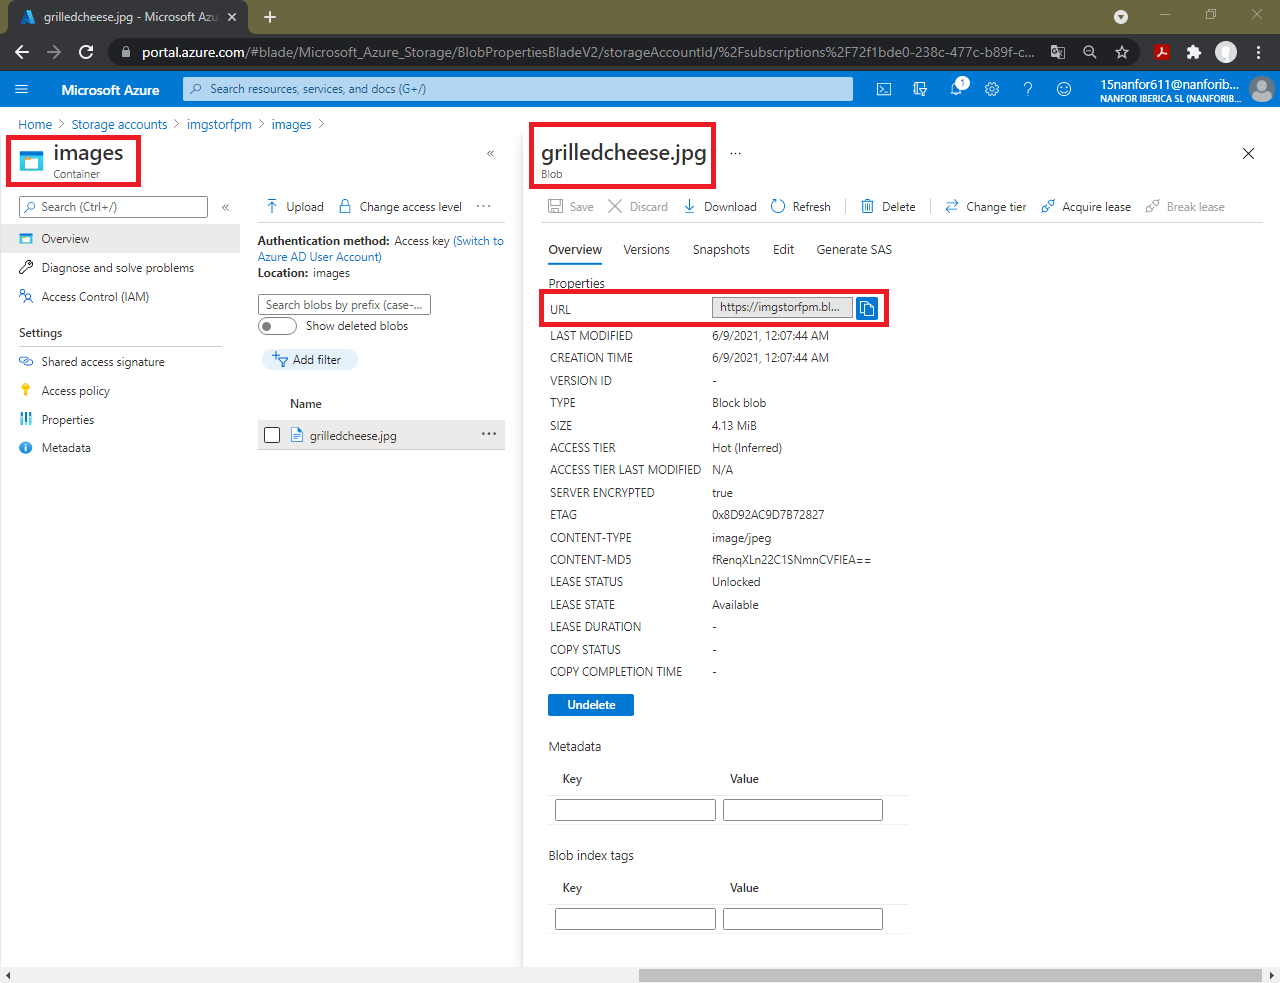 grilledcheese.jpg - Microsoft Azu
portal.azure.com/#blade/Microsoft_Azure_Storage/BlobPropertiesBladeV2/storageAccountId/%2Fsubscriptions%2F72f1bde0-238c-477c-b89f-c...
Microsoft Azure
Search resources, services, and docs (G+/)
1
15nanfor611@nanforib...
NANFOR IBERICA SL (NANFORIB...
Home > Storage accounts > imgstorfpm > images >
images
Container
«
Search (Ctrl+/)
«
Overview
Diagnose and solve problems
Access Control (IAM)
Settings
Shared access signature
Access policy
Properties
Metadata
Upload
Change access level
...
Authentication method: Access key (Switch to
Azure AD User Account)
Location: images
Search blobs by prefix (case-...
Show deleted blobs
Add filter
Name
grilledcheese.jpg
...
grilledcheese.jpg
...
Blob
Save
Discard
Download
Refresh
Delete
Change tier
Acquire lease
Break lease
Overview
Versions
Snapshots
Edit
Generate SAS
Properties
URL https://imgstorfpm.bl...
LAST MODIFIED 6/9/2021, 12:07:44 AM
CREATION TIME 6/9/2021, 12:07:44 AM
VERSION ID -
TYPE Block blob
SIZE 4.13 MiB
ACCESS TIER Hot (Inferred)
ACCESS TIER LAST MODIFIED N/A
SERVER ENCRYPTED true
ETAG 0x8D92AC9D7B72827
CONTENT-TYPE image/jpeg
CONTENT-MD5 fRenqXLn22C1SNmnCVFIEA==
LEASE STATUS Unlocked
LEASE STATE Available
LEASE DURATION -
COPY STATUS -
COPY COMPLETION TIME -
Undelete
Metadata
Key Value
Blob index tags
Key Value